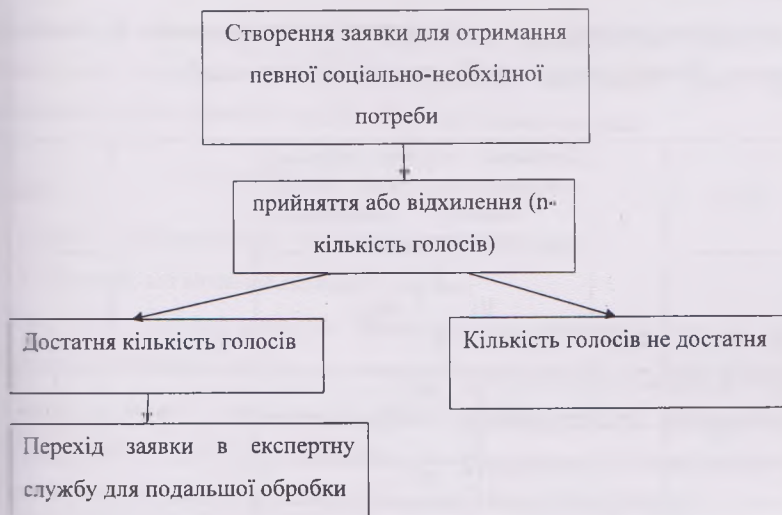 Створення заявки для отримання
певної соціально-необхідної
потреби
прийняття або відхилення (n-
кількість голосів)
Достатня кількість голосів
Кількість голосів не достатня
Перехід заявки в експертну
службу для подальшої обробки